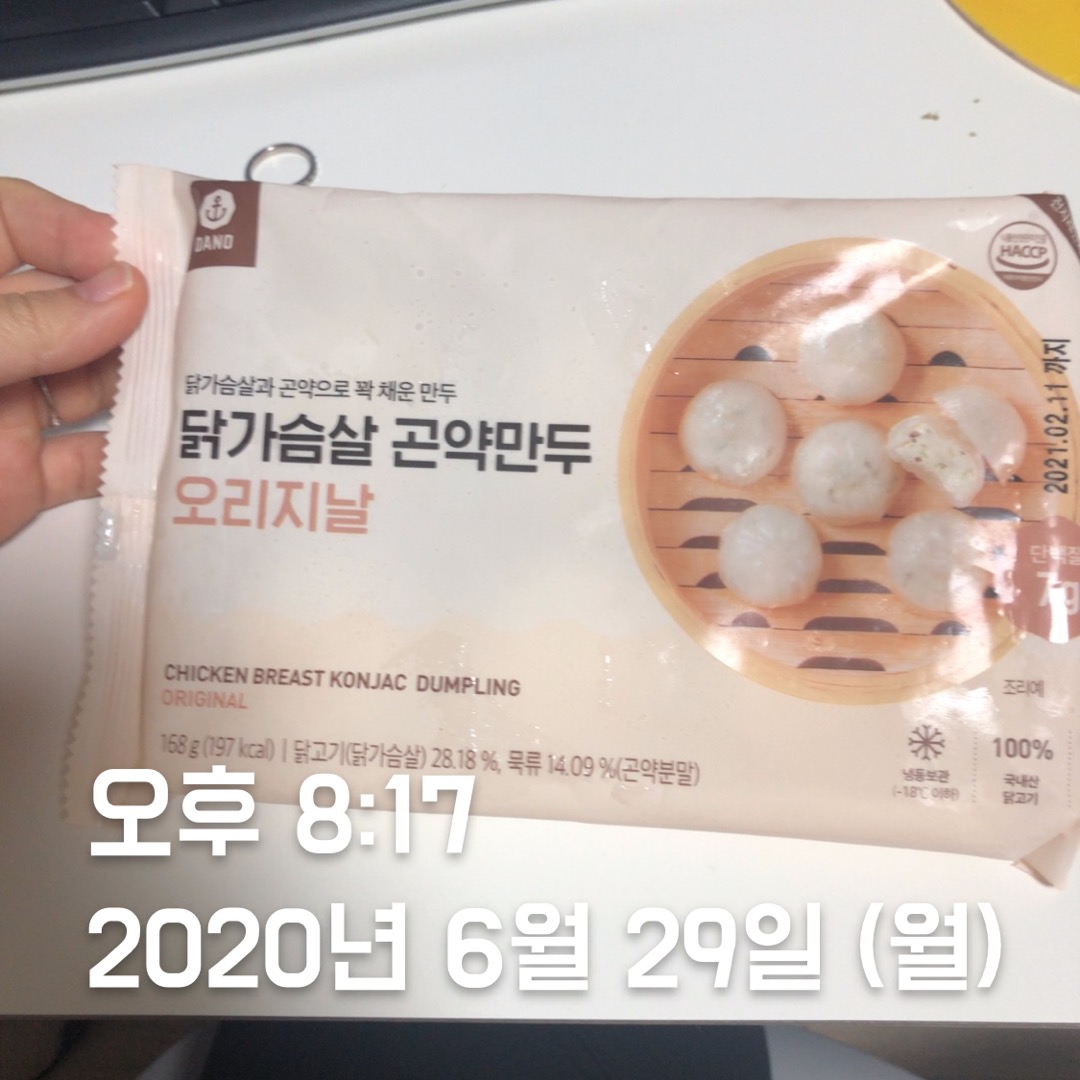 DANO
HACCP
2021.02.11 까지
닭가슴살과 곤약으로 꽉 채운 만두
닭가슴살 곤약만두
오리지날
단백질
7g
CHICKEN BREAST KONJAC DUMPLING
ORIGINAL
조리예
168 g (197 kcal) | 닭고기(닭가슴살) 28.18 %, 묵류 14.09 %(곤약분말)
냉동보관
(-18℃ 이하)
100%
국내산
닭고기
오후 8:17
2020년 6월 29일 (월)